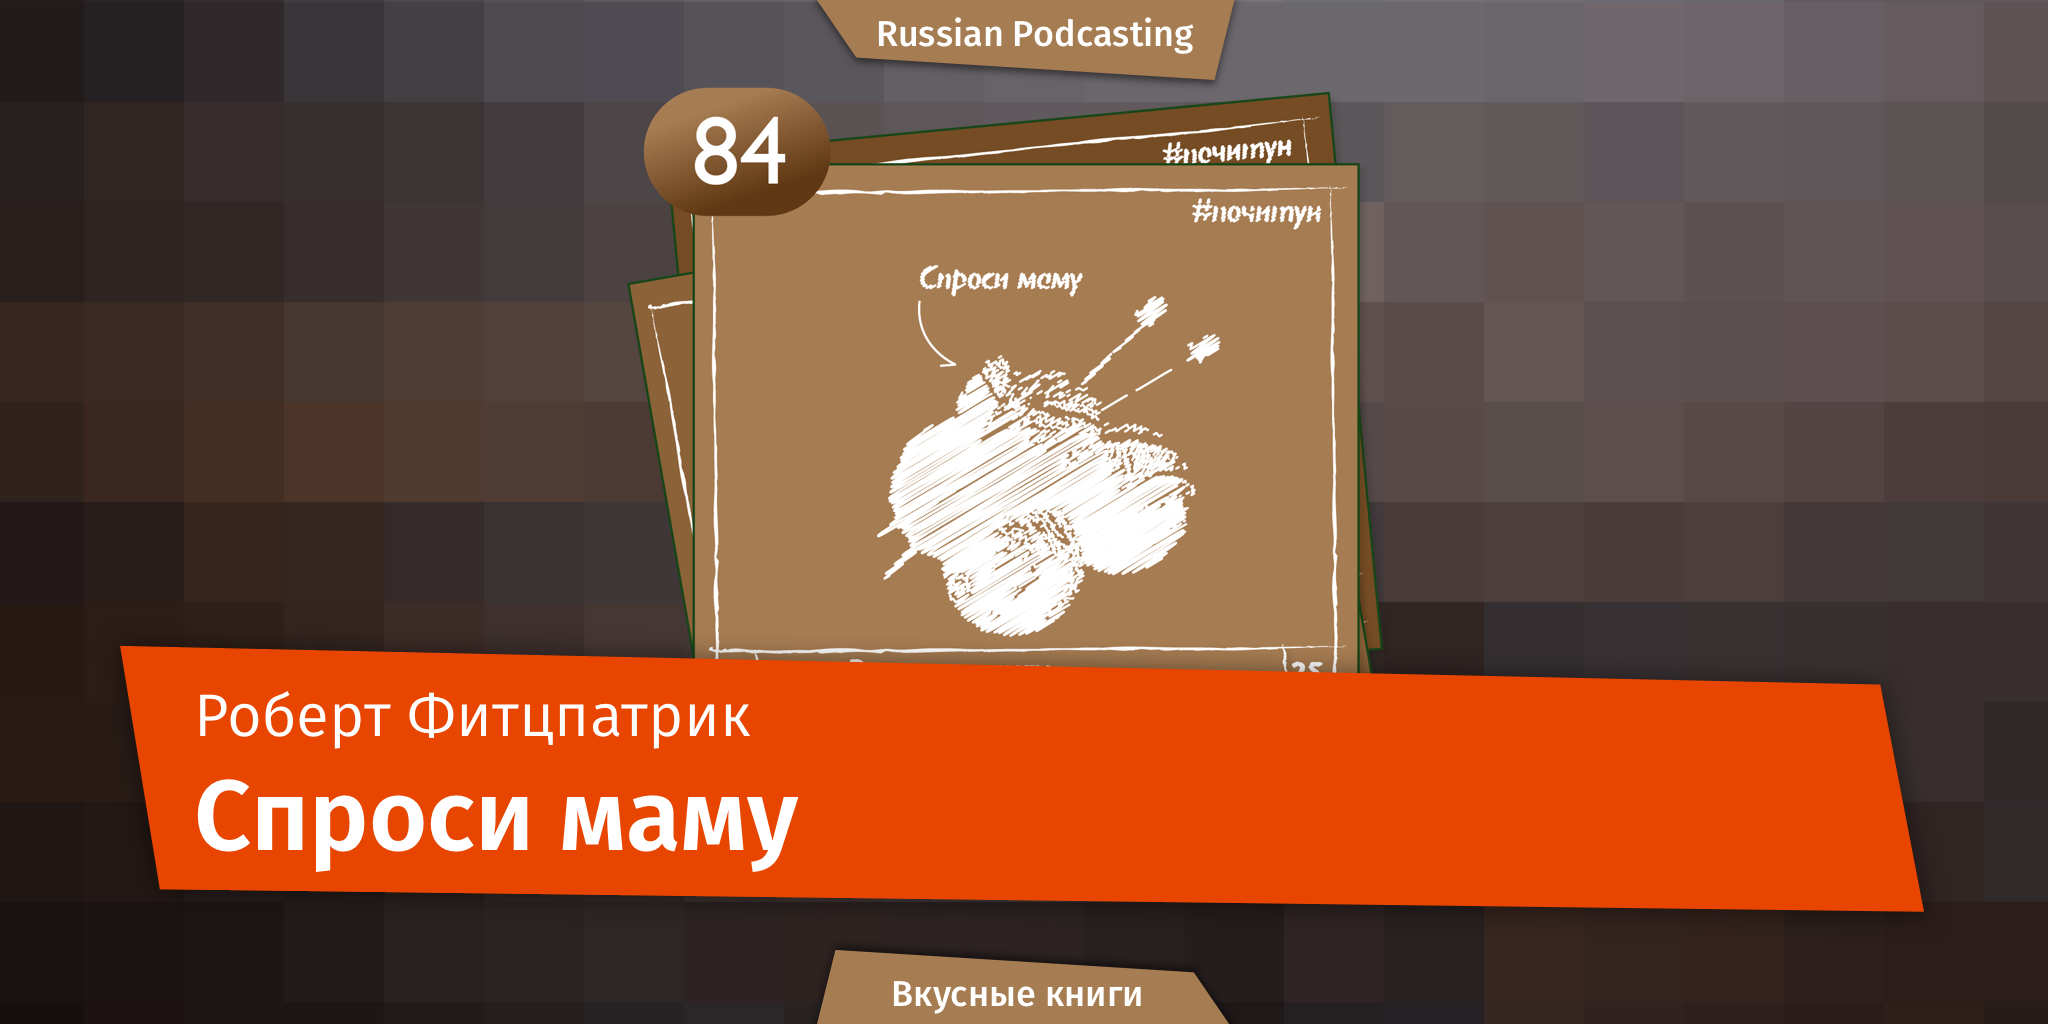 Russian Podcasting
84
#почитун
#почитун
Спроси маму
Роберт Фитцпатрик
Спроси маму
Вкусные книги